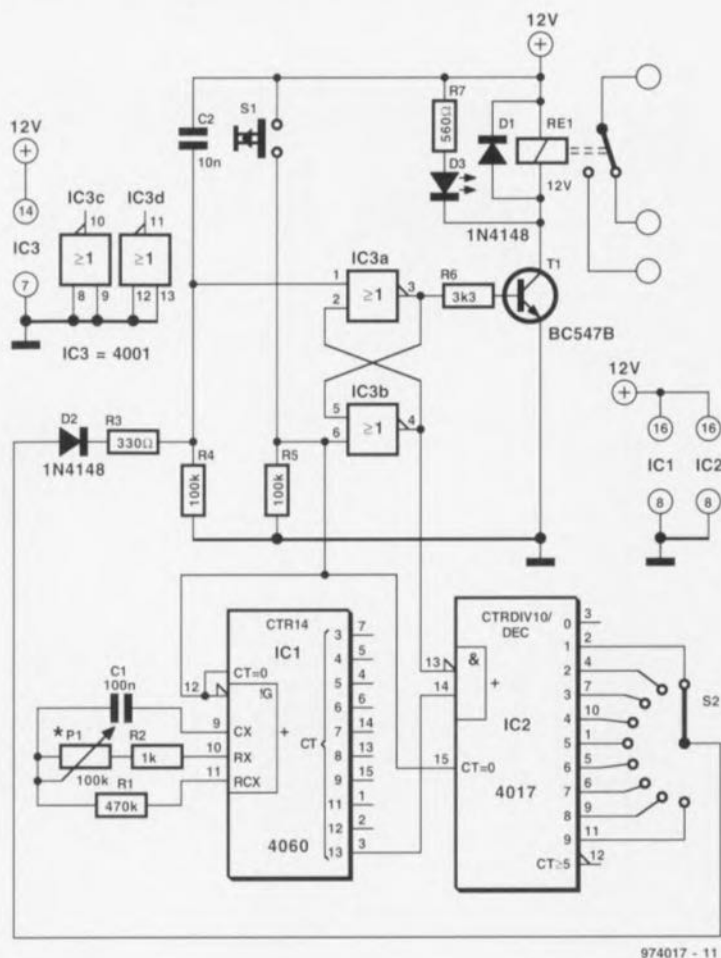 12V
+
14
IC3
7
IC3c
10
≥1
8 9
IC3d
11
≥1
12 13
IC3 = 4001
C2
10n
S1
R7
560Ω
D3
D1
1N4148
12V
+
RE1
12V
IC3a
1
2
≥1
3
R6
3k3
T1
BC547B
IC3b
5
6
≥1
4
D2
1N4148
R3
330Ω
R4
100k
R5
100k
12V
+
16
16
IC1
IC2
8
8
CTR14
IC1
12
CT=0
!G
+
C1
100n
9
CX
* P1
100k
R2
1k
10
RX
R1
470k
11
RCX
4060
CT
3 7
4 5
5 4
6 6
7 14
8 13
9 15
11 1
12 2
13 3
CTRDIV10/
DEC
13
14
&
+
IC2
15
CT=0
4017
0 3
1 2
2 4
3 7
4 10
5 1
6 5
7 6
8 9
9 11
CT≥5 12
S2
974017 - 11